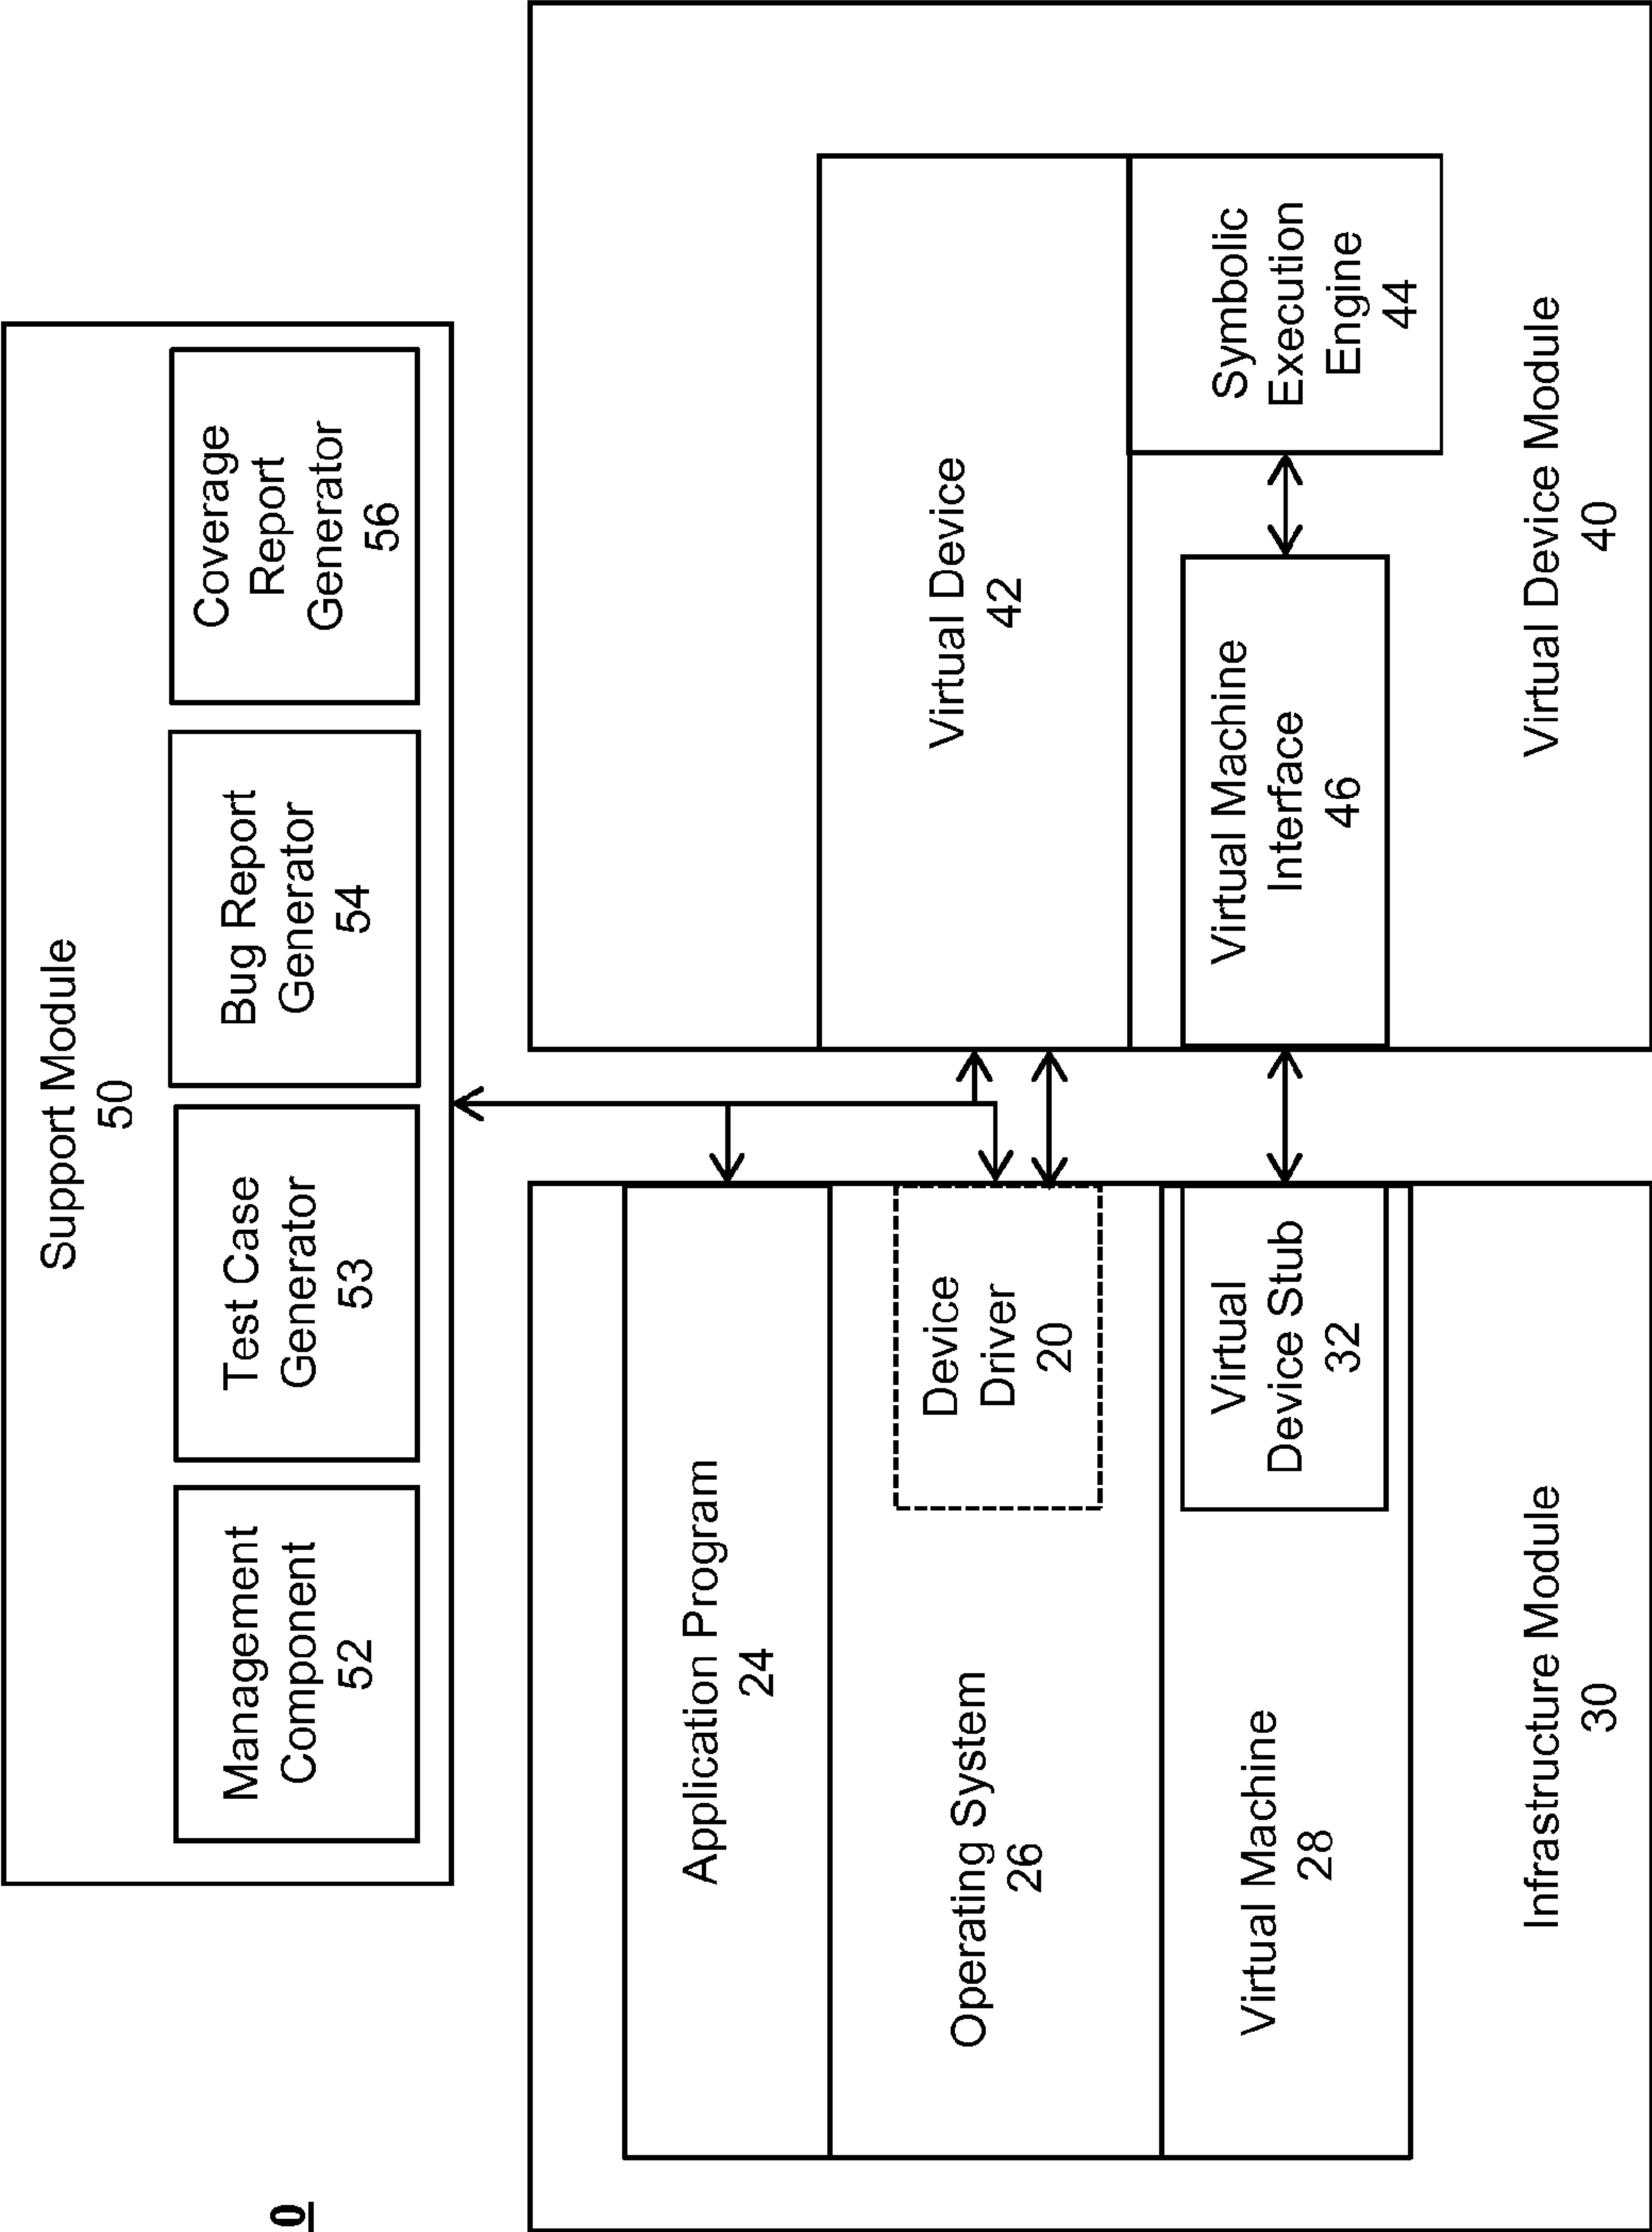 Support Module
50
Management
Component
52
Test Case
Generator
53
Bug Report
Generator
54
Coverage
Report
Generator
56
0
Application Program
24
Operating System
26
Device
Driver
20
Virtual Machine
28
Virtual
Device Stub
32
Infrastructure Module
30
Virtual Device
42
Virtual Machine
Interface
46
Symbolic
Execution
Engine
44
Virtual Device Module
40